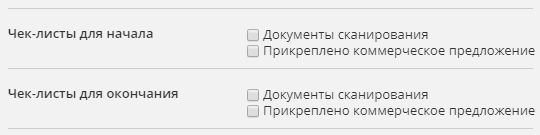 Чек-листы для начала
Документы сканирования
Прикреплено коммерческое предложение
Чек-листы для окончания
Документы сканирования
Прикреплено коммерческое предложение